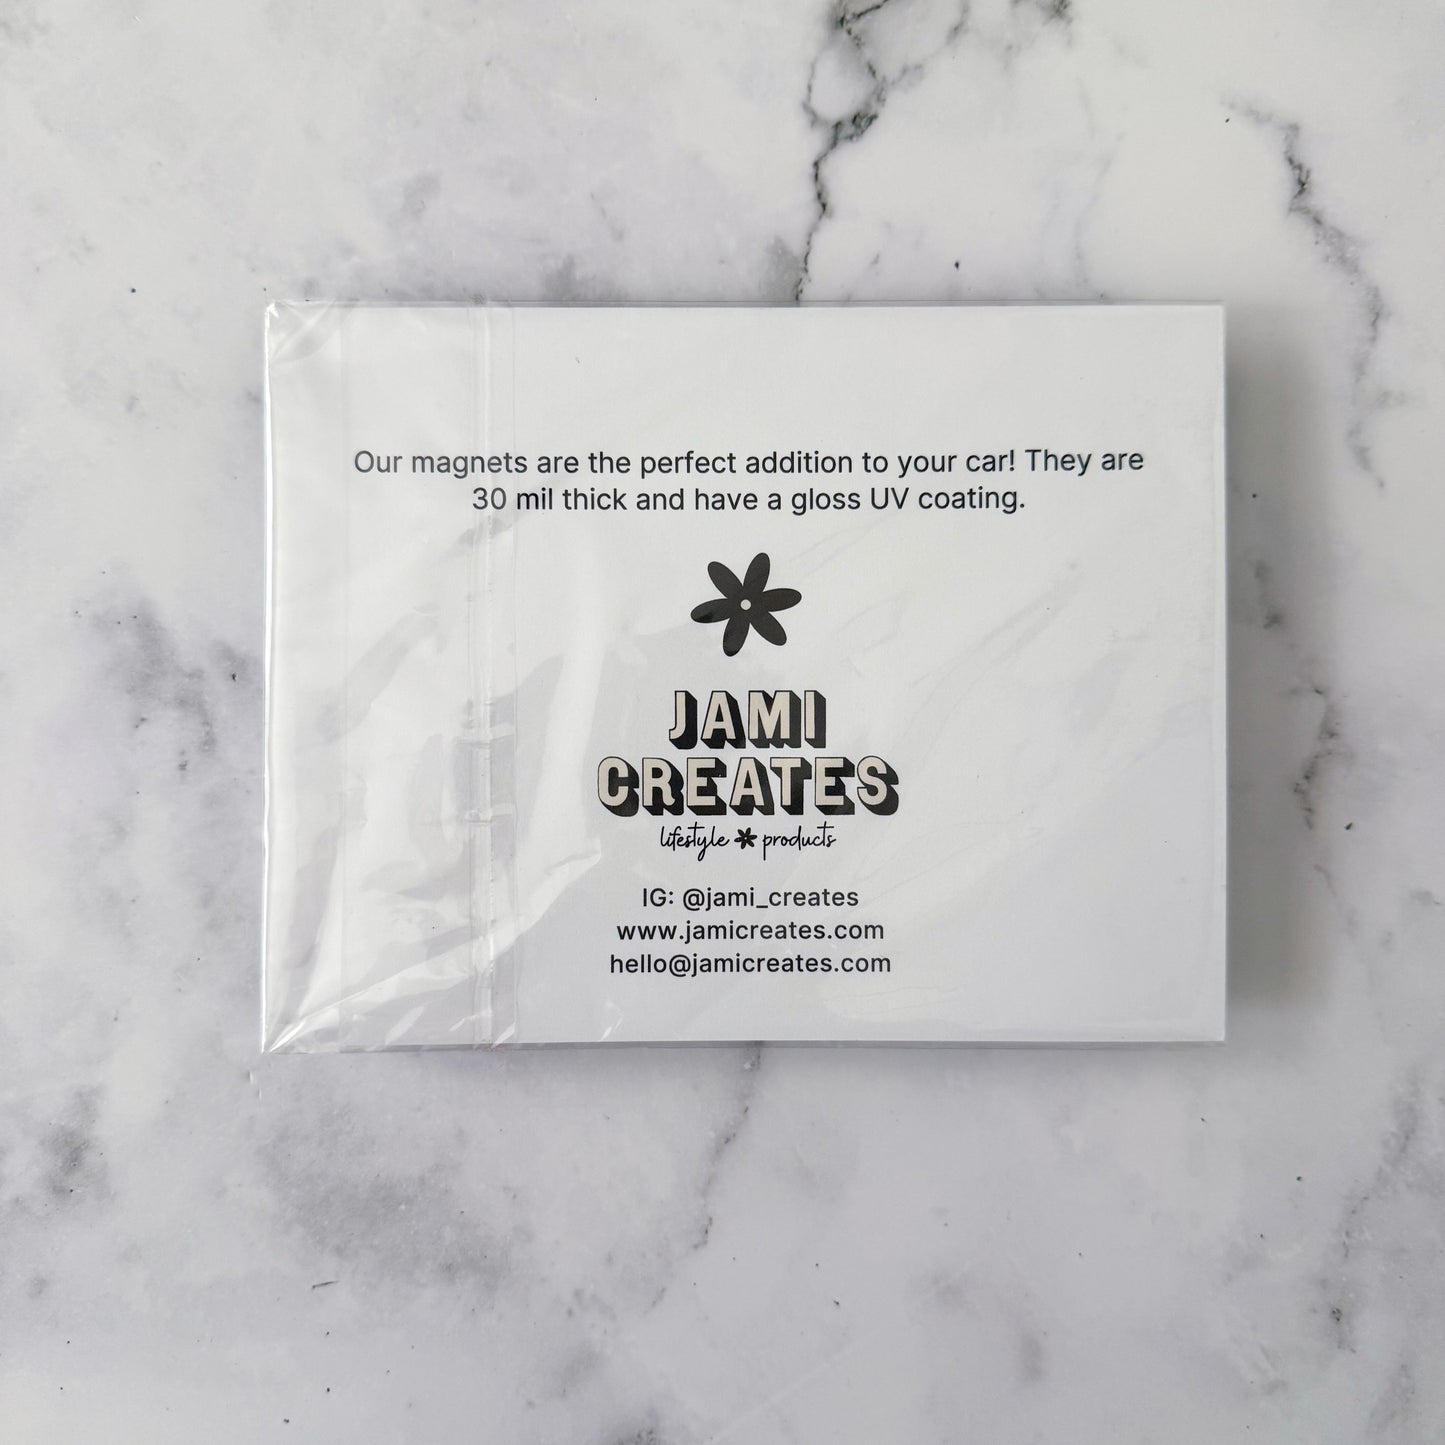 Our magnets are the perfect addition to your car! They are
30 mil thick and have a gloss UV coating.
JAMI
CREATES
lifestyle products
IG: @jami_creates
www.jamicreates.com
hello@jamicreates.com